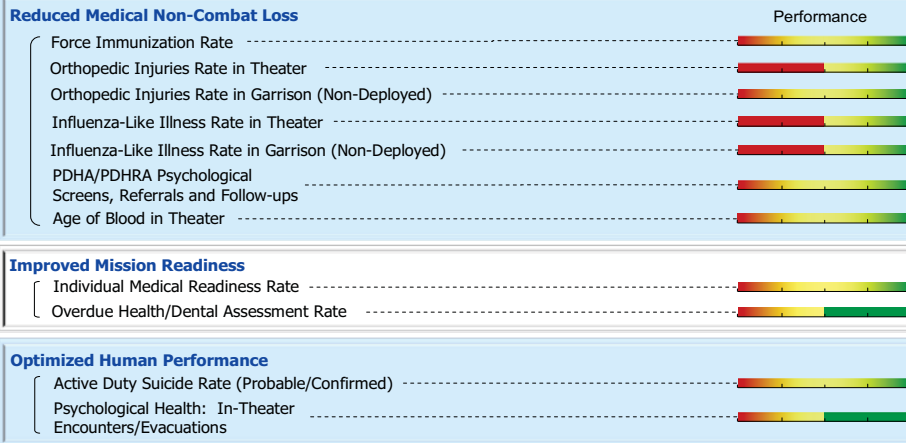 Reduced Medical Non-Combat Loss
Performance
Force Immunization Rate
Orthopedic Injuries Rate in Theater
Orthopedic Injuries Rate in Garrison (Non-Deployed)
Influenza-Like Illness Rate in Theater
Influenza-Like Illness Rate in Garrison (Non-Deployed)
PDHA/PDHRA Psychological
Screens, Referrals and Follow-ups
Age of Blood in Theater
Improved Mission Readiness
Individual Medical Readiness Rate
Overdue Health/Dental Assessment Rate
Optimized Human Performance
Active Duty Suicide Rate (Probable/Confirmed)
Psychological Health: In-Theater
Encounters/Evacuations